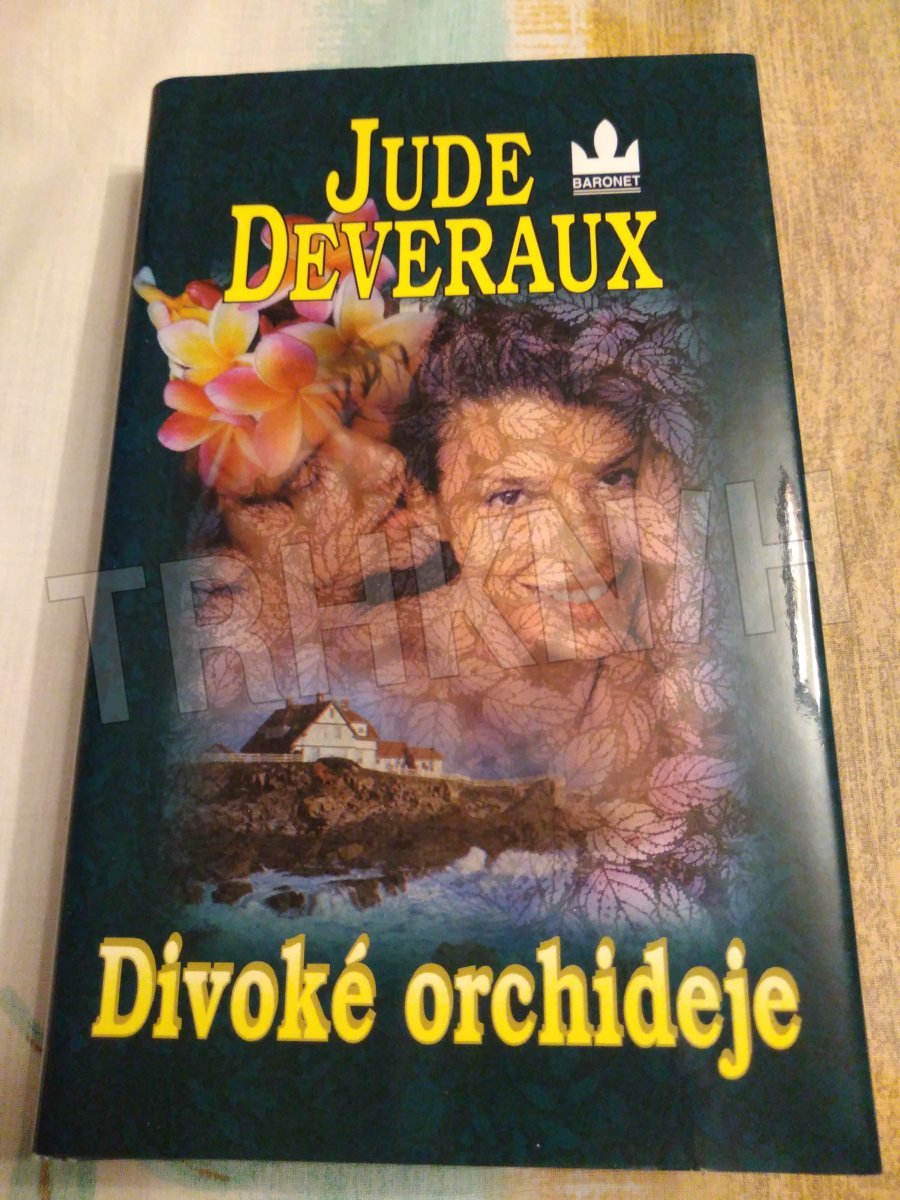 JUDE
DEVERAUX
BARONET
TRHKNIH
Divoké orchideje